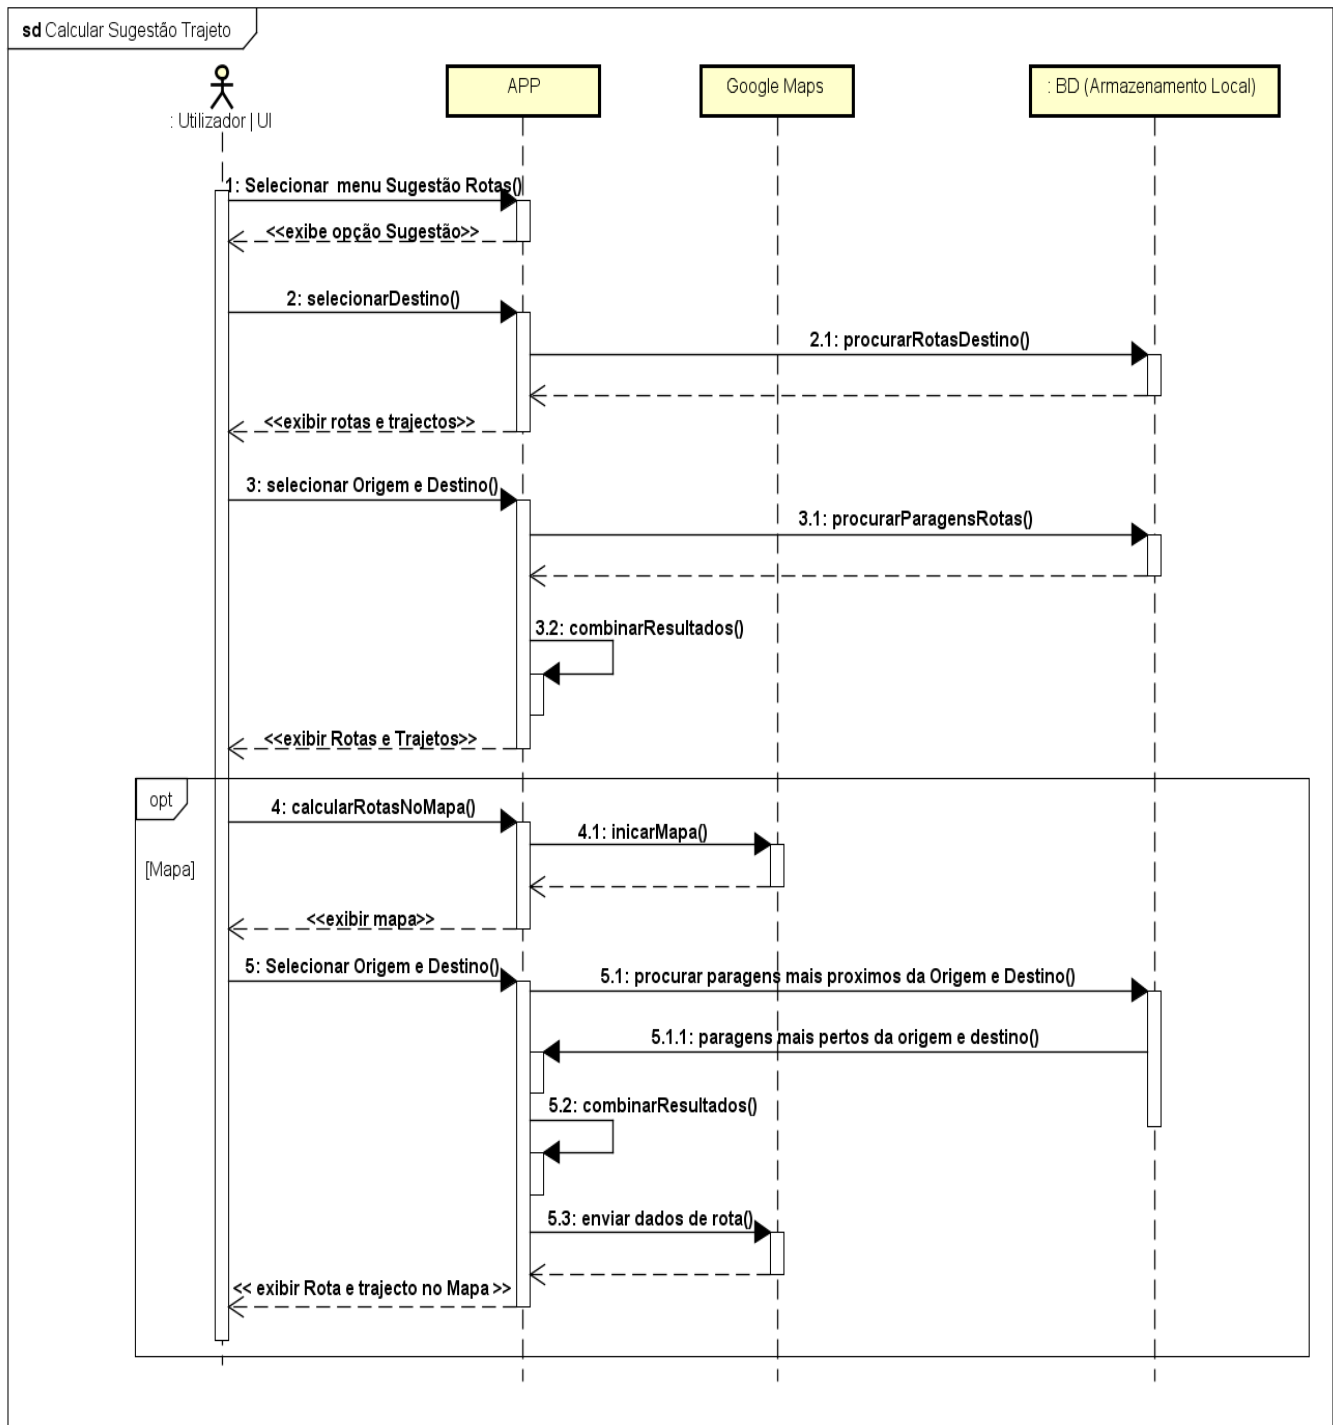 sd Calcular Sugestão Trajeto
: Utilizador | UI
APP
Google Maps
: BD (Armazenamento Local)
1: Selecionar menu Sugestão Rotas()
<<exibe opção Sugestão>>
2: selecionarDestino()
2.1: procurarRotasDestino()
<<exibir rotas e trajectos>>
3: selecionar Origem e Destino()
3.1: procurarParagensRotas()
3.2: combinarResultados()
<<exibir Rotas e Trajetos>>
opt
4: calcularRotasNoMapa()
4.1: inicarMapa()
[Mapa]
<<exibir mapa>>
5: Selecionar Origem e Destino()
5.1: procurar paragens mais proximos da Origem e Destino()
5.1.1: paragens mais pertos da origem e destino()
5.2: combinarResultados()
5.3: enviar dados de rota()
<< exibir Rota e trajecto no Mapa >>